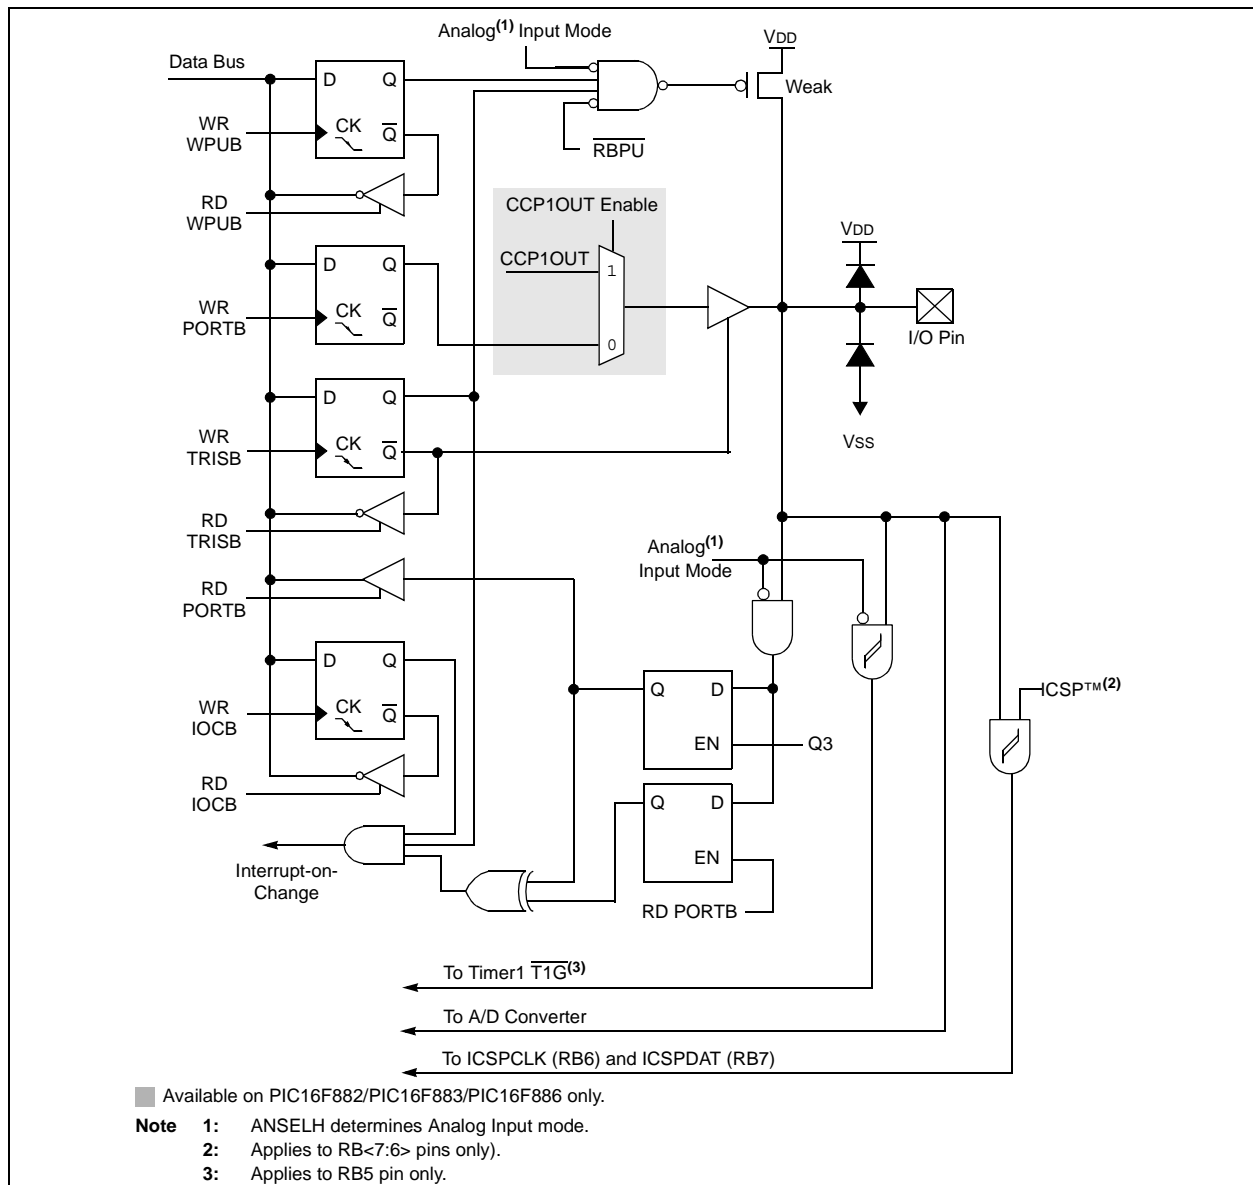 Analog(1) Input Mode
VDD
Data Bus
D Q
Weak
WR
WPUB
CK Q
RBPU
RD
WPUB
CCP1OUT Enable
VDD
CCP1OUT
1
D Q
WR
PORTB
CK Q
I/O Pin
0
D Q
WR
TRISB
CK Q
VSS
RD
TRISB
Analog(1)
Input Mode
RD
PORTB
D Q
Q D
ICSP™(2)
WR
IOCB
CK Q
EN
Q3
RD
IOCB
Q D
EN
Interrupt-on-
Change
RD PORTB
To Timer1 T1G(3)
To A/D Converter
To ICSPCLK (RB6) and ICSPDAT (RB7)
Available on PIC16F882/PIC16F883/PIC16F886 only.
Note 1: ANSELH determines Analog Input mode.
2: Applies to RB<7:6> pins only).
3: Applies to RB5 pin only.